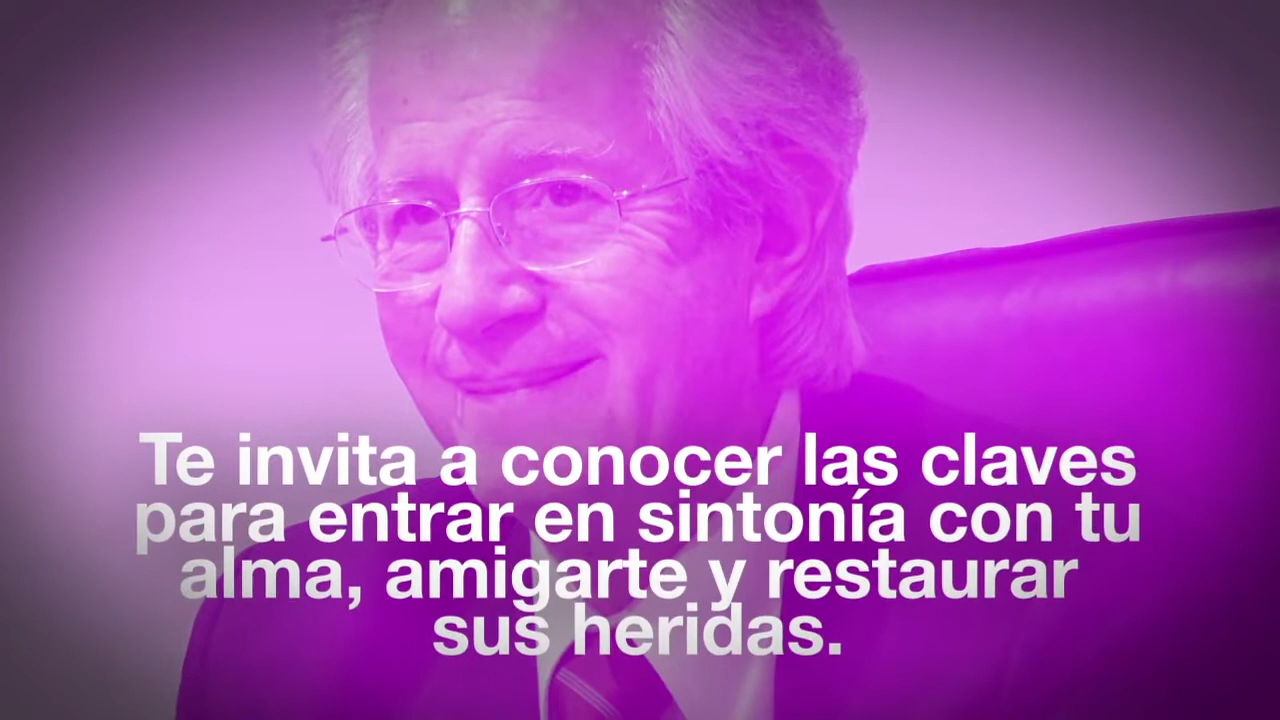 Te invita a conocer las claves
para entrar en sintonía con tu
alma, amigarte y restaurar
sus heridas.